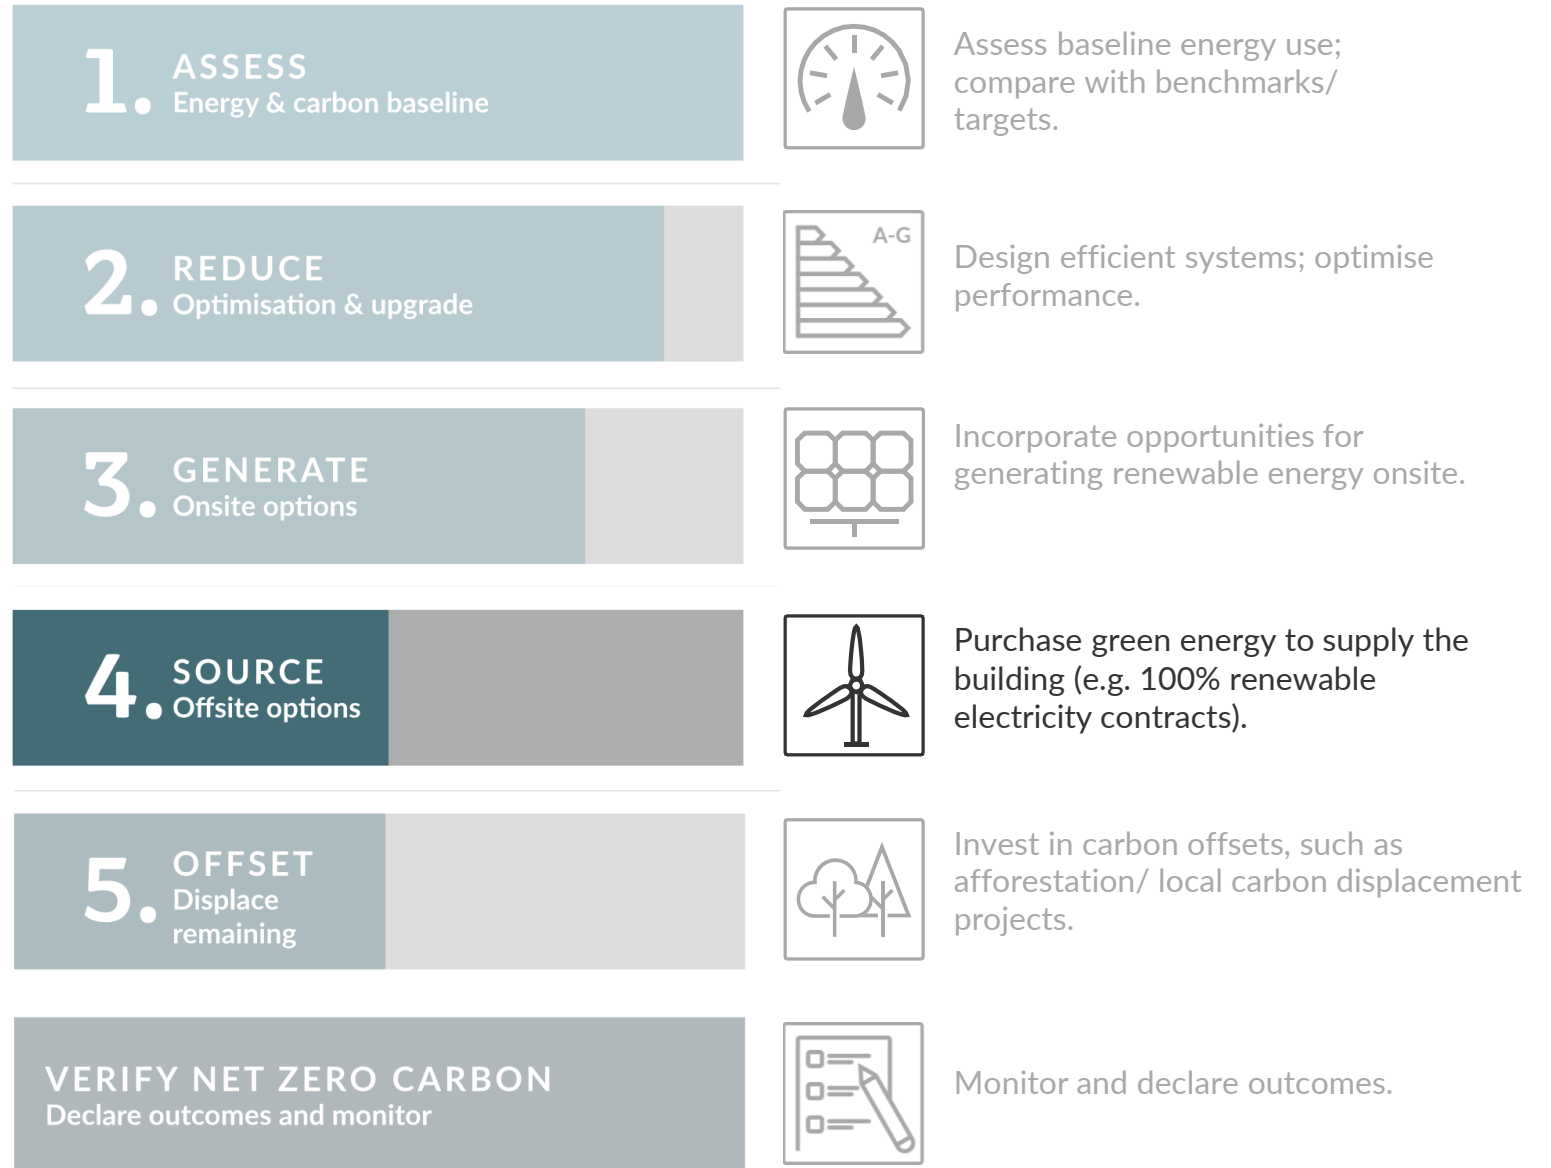 1. ASSESS
Energy & carbon baseline
Assess baseline energy use;
compare with benchmarks/
targets.
2. REDUCE
Optimisation & upgrade
A-G
Design efficient systems; optimise
performance.
3. GENERATE
Onsite options
Incorporate opportunities for
generating renewable energy onsite.
4. SOURCE
Offsite options
Purchase green energy to supply the
building (e.g. 100% renewable
electricity contracts).
5. OFFSET
Displace
remaining
Invest in carbon offsets, such as
afforestation/ local carbon displacement
projects.
VERIFY NET ZERO CARBON
Declare outcomes and monitor
Monitor and declare outcomes.